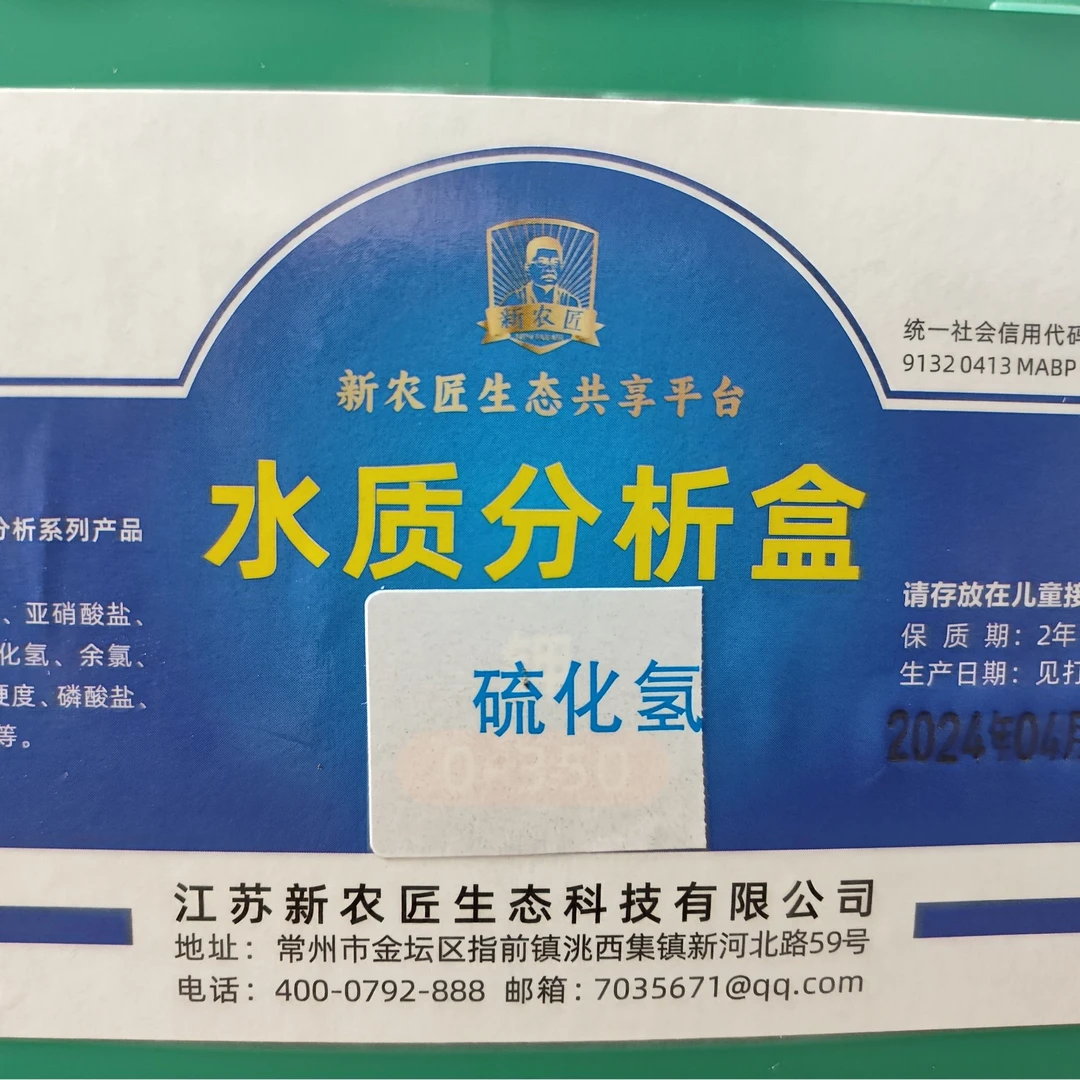 新农匠
新农匠生态共享平台
统一社会信用代码
9132 0413 MABP
水质分析盒
分析系列产品
、亚硝酸盐、
化氢、余氯、
硬度、磷酸盐、
等。
硫化氢
0-350
请存放在儿童接
保 质 期：2年
生产日期：见打
2024年04月
江苏新农匠生态科技有限公司
地址：常州市金坛区指前镇洮西集镇新河北路59号
电话：400-0792-888 邮箱：7035671@qq.com